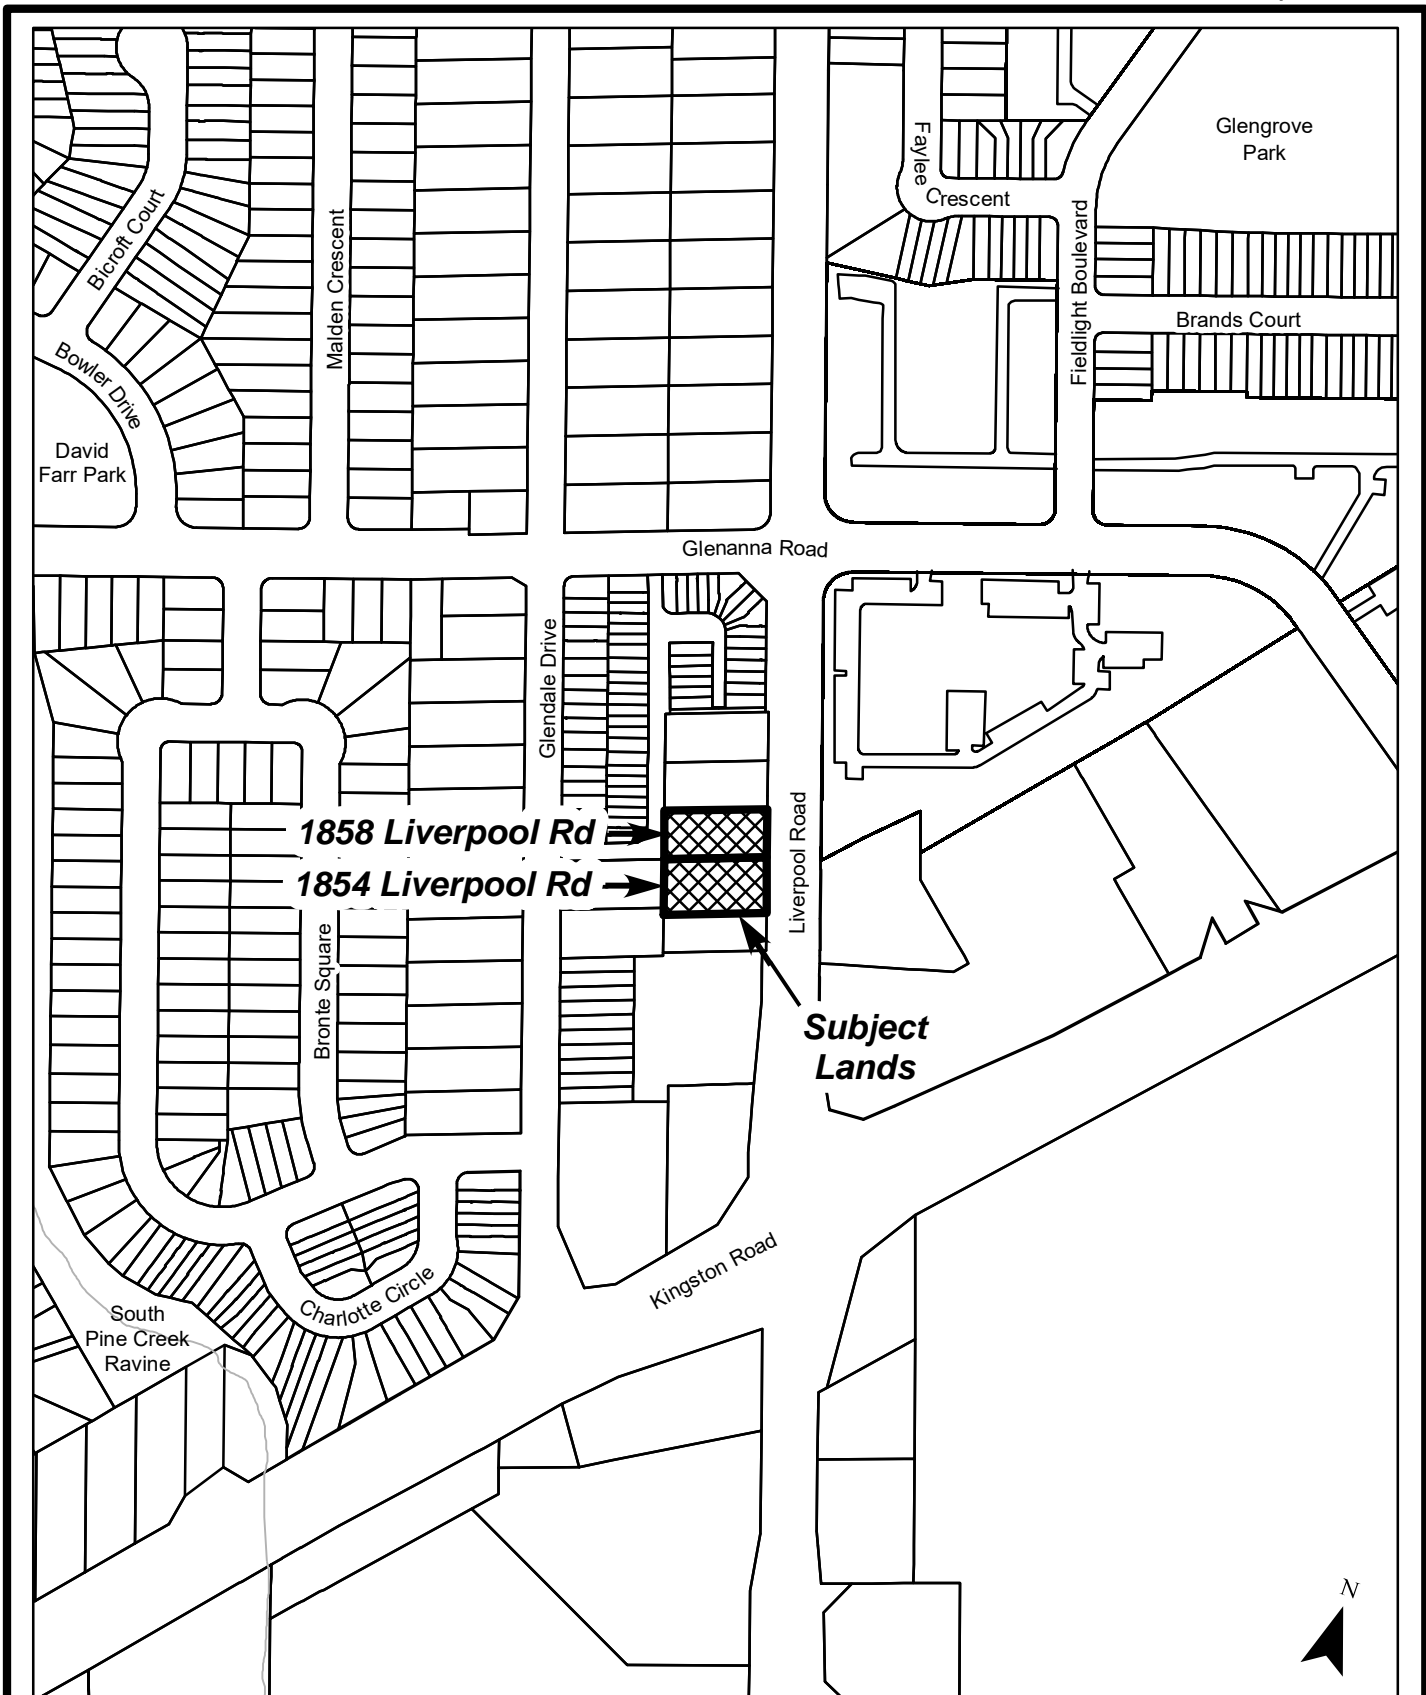 Glengrove
Park
Faylee
Crescent
Bicroft Court
Malden Crescent
Fieldlight Boulevard
Brands Court
Bowler Drive
David
Farr Park
Glenanna Road
Glendale Drive
1858 Liverpool Rd
1854 Liverpool Rd
Liverpool Road
Bronte Square
Subject
Lands
Kingston Road
Charlotte Circle
South
Pine Creek
Ravine
N